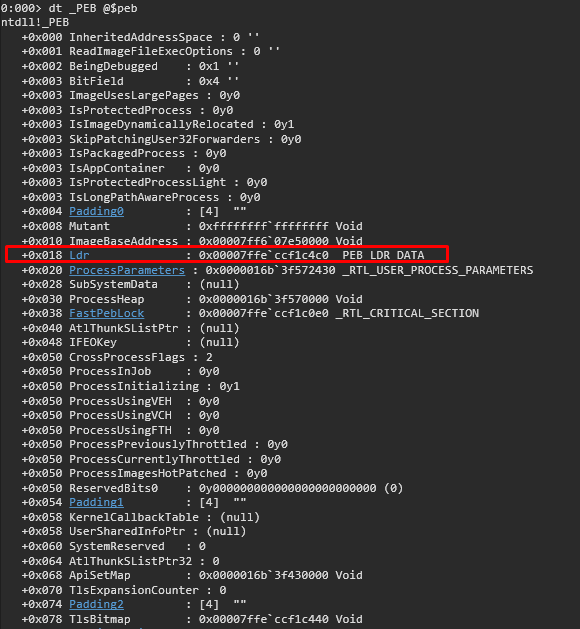 0:000> dt _PEB @$peb
ntdll!_PEB
+0x000 InheritedAddressSpace : 0 ''
+0x001 ReadImageFileExecOptions : 0 ''
+0x002 BeingDebugged : 0x1 ''
+0x003 BitField : 0x4 ''
+0x003 ImageUsesLargePages : 0y0
+0x003 IsProtectedProcess : 0y0
+0x003 IsImageDynamicallyRelocated : 0y1
+0x003 SkipPatchingUser32Forwarders : 0y0
+0x003 IsPackagedProcess : 0y0
+0x003 IsAppContainer : 0y0
+0x003 IsProtectedProcessLight : 0y0
+0x003 IsLongPathAwareProcess : 0y0
+0x004 Padding0 : [4] ""
+0x008 Mutant : 0xffffffff`ffffffff Void
+0x010 ImageBaseAddress : 0x00007ff6`07e50000 Void
+0x018 Ldr : 0x00007ffe`ccf1c4c0 _PEB_LDR_DATA
+0x020 ProcessParameters : 0x0000016b`3f572430 _RTL_USER_PROCESS_PARAMETERS
+0x028 SubSystemData : (null)
+0x030 ProcessHeap : 0x0000016b`3f570000 Void
+0x038 FastPebLock : 0x00007ffe`ccf1c0e0 _RTL_CRITICAL_SECTION
+0x040 AtlThunkSListPtr : (null)
+0x048 IFEOKey : (null)
+0x050 CrossProcessFlags : 2
+0x050 ProcessInJob : 0y0
+0x050 ProcessInitializing : 0y1
+0x050 ProcessUsingVEH : 0y0
+0x050 ProcessUsingVCH : 0y0
+0x050 ProcessUsingFTH : 0y0
+0x050 ProcessPreviouslyThrottled : 0y0
+0x050 ProcessCurrentlyThrottled : 0y0
+0x050 ProcessImagesHotPatched : 0y0
+0x050 ReservedBits0 : 0y000000000000000000000000 (0)
+0x054 Padding1 : [4] ""
+0x058 KernelCallbackTable : (null)
+0x058 UserSharedInfoPtr : (null)
+0x060 SystemReserved : 0
+0x064 AtlThunkSListPtr32 : 0
+0x068 ApiSetMap : 0x0000016b`3f430000 Void
+0x070 TlsExpansionCounter : 0
+0x074 Padding2 : [4] ""
+0x078 TlsBitmap : 0x00007ffe`ccf1c440 Void